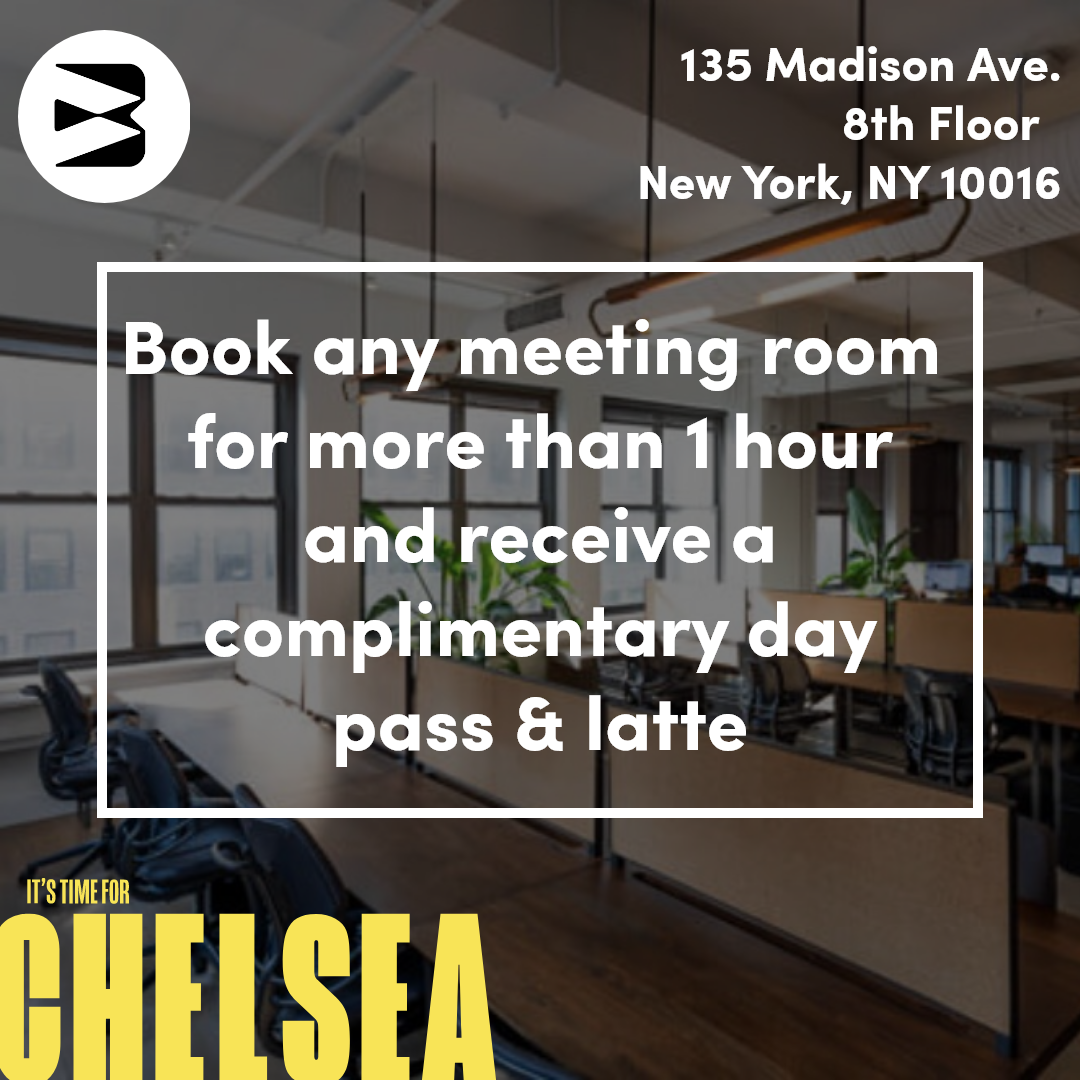 135 Madison Ave.
8th Floor
New York, NY 10016
Book any meeting room
for more than 1 hour
and receive a
complimentary day
pass & latte
IT'S TIME FOR
CHELSEA